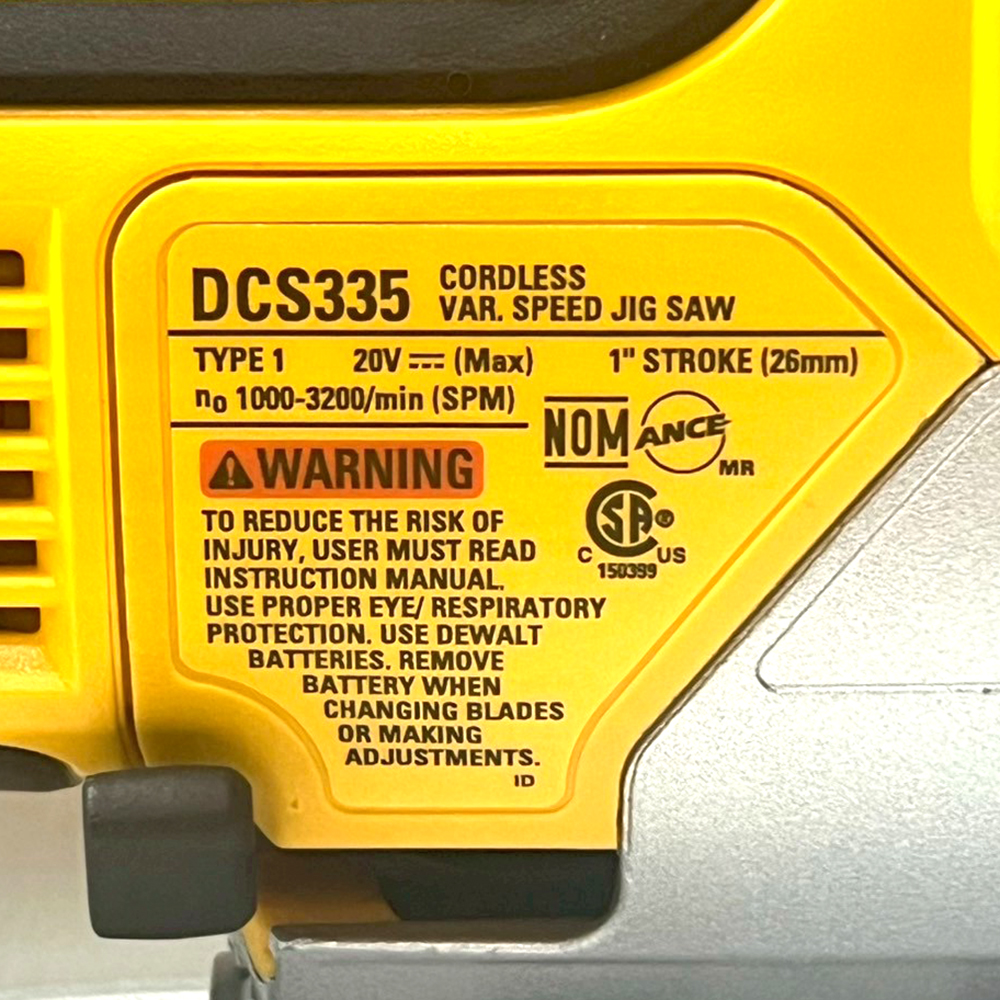 DCS335 CORDLESS
VAR. SPEED JIG SAW
TYPE 1 20V ⎓ (Max) 1" STROKE (26mm)
n₀ 1000-3200/min (SPM)
NOM ANCE
MR
⚠WARNING
SA ®
C US
150399
TO REDUCE THE RISK OF
INJURY, USER MUST READ
INSTRUCTION MANUAL.
USE PROPER EYE/ RESPIRATORY
PROTECTION. USE DEWALT
BATTERIES. REMOVE
BATTERY WHEN
CHANGING BLADES
OR MAKING
ADJUSTMENTS.
ID